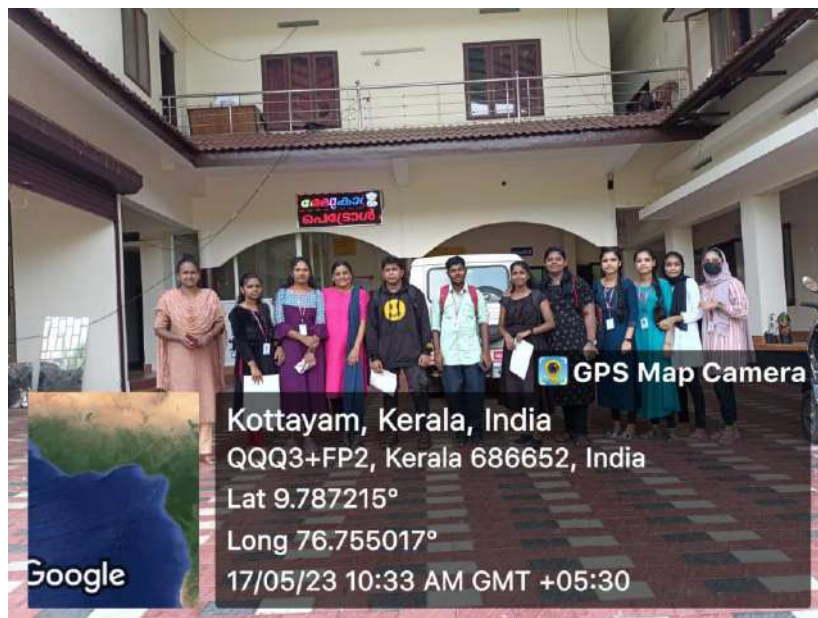 പെട്രോൾ
GPS Map Camera
Kottayam, Kerala, India
QQQ3+FP2, Kerala 686652, India
Lat 9.787215°
Long 76.755017°
17/05/23 10:33 AM GMT +05:30
Google